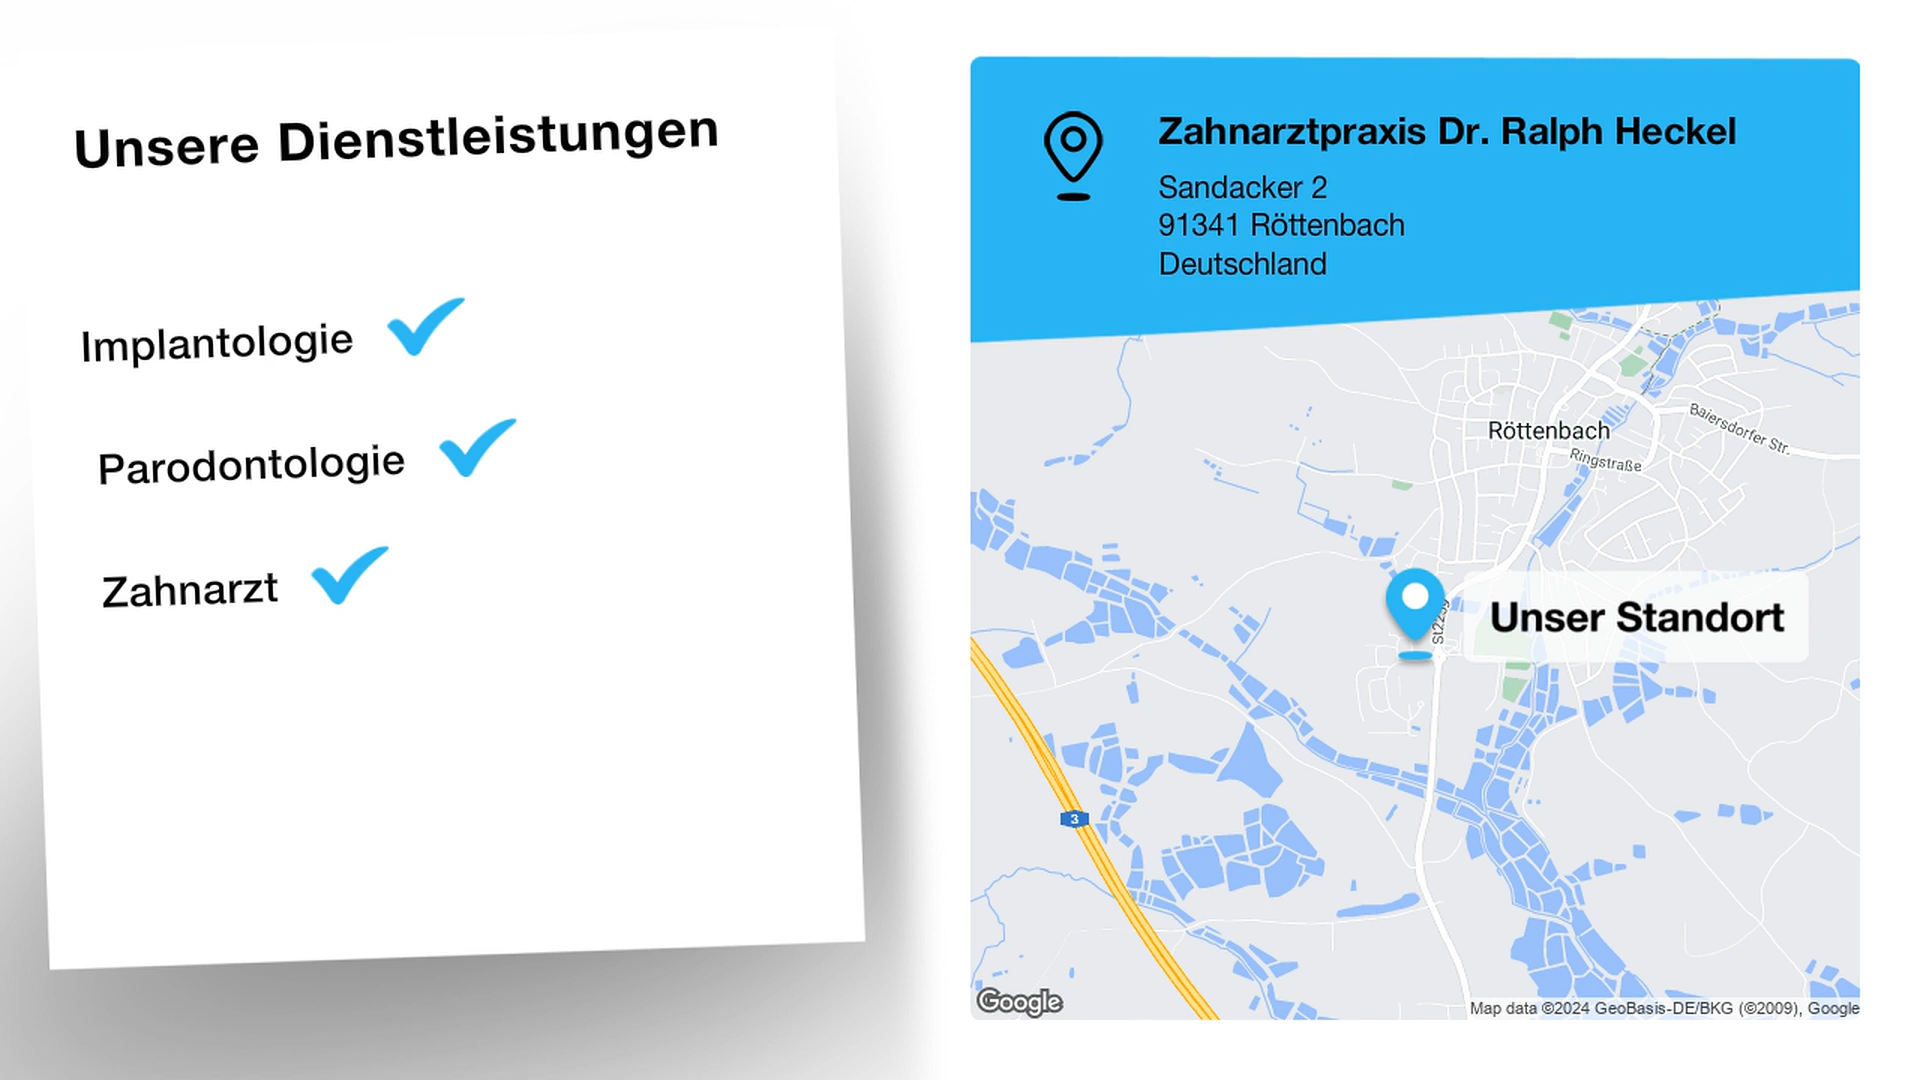 Unsere Dienstleistungen
Implantologie
Parodontologie
Zahnarzt
Zahnarztpraxis Dr. Ralph Heckel
Sandacker 2
91341 Röttenbach
Deutschland
Röttenbach
Baiersdorfer Str.
Ringstraße
St2259
Unser Standort
3
Google
Map data ©2024 GeoBasis-DE/BKG (©2009), Google